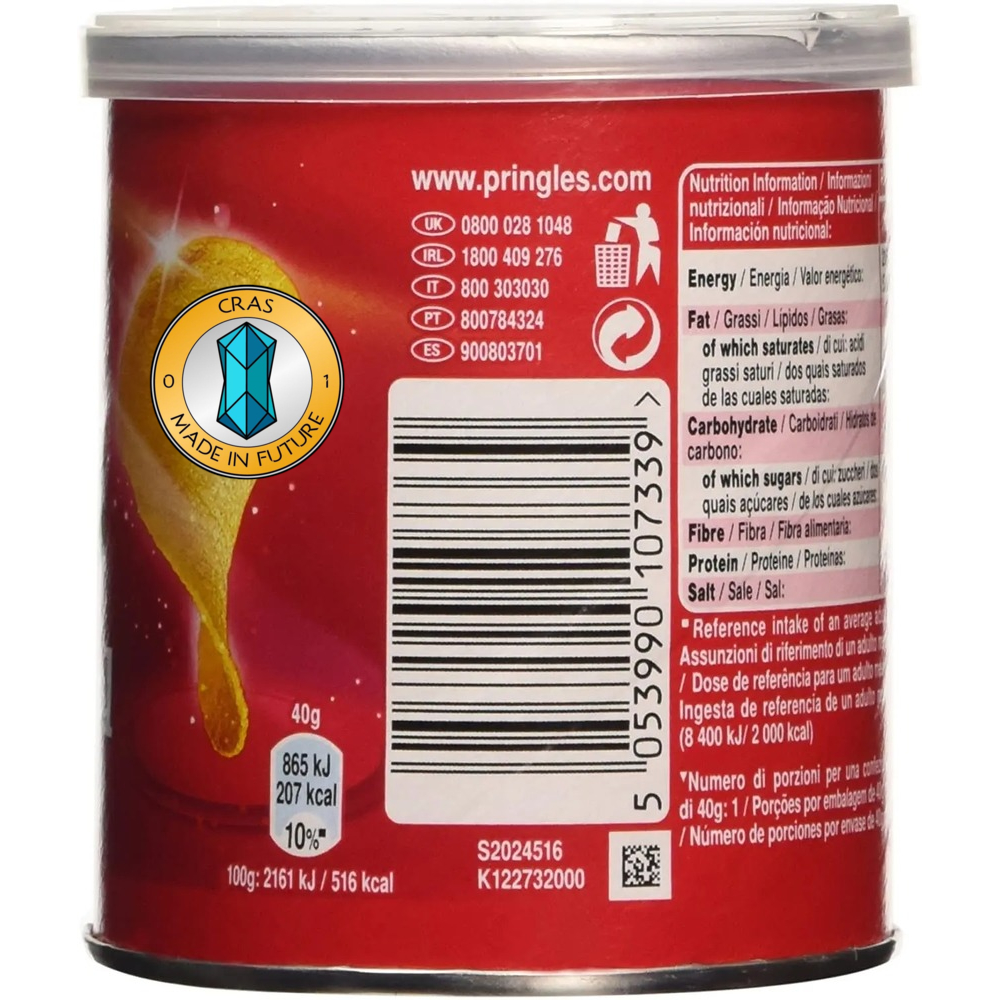 www.pringles.com
UK 0800 028 1048
IRL 1800 409 276
IT 800 303030
PT 800784324
ES 900803701
CRAS
0 1
MADE IN FUTURE
5 053990 107339 >
40g
865 kJ
207 kcal
10%
100g: 2161 kJ / 516 kcal
S2024516
K122732000
Nutrition Information / Informazioni
nutrizionali / Informação Nutricional /
Información nutricional:
Energy / Energia / Valor energético:
Fat / Grassi / Lípidos / Grasas:
of which saturates / di cui: acidi
grassi saturi / dos quais saturados
de las cuales saturadas:
Carbohydrate / Carboidrati / Hidratos de
carbono:
of which sugars / di cui: zuccheri /
quais açúcares / de los cuales azúcares:
Fibre / Fibra / Fibra alimentaria:
Protein / Proteine / Proteínas:
Salt / Sale / Sal:
Reference intake of an average
Assunzioni di riferimento di un adulto
/ Dose de referência para um adulto
Ingesta de referencia de un adulto
(8 400 kJ/ 2 000 kcal)
▼Numero di porzioni per una
di 40g: 1 / Porções por embalagem de
/ Número de porciones por envase de